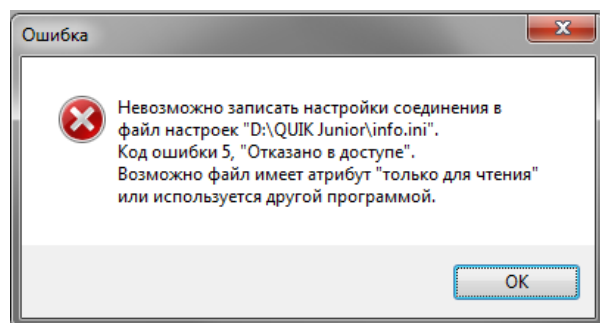 Ошибка
Невозможно записать настройки соединения в
файл настроек "D:\QUIK Junior\info.ini".
Код ошибки 5, "Отказано в доступе".
Возможно файл имеет атрибут "только для чтения"
или используется другой программой.
OK